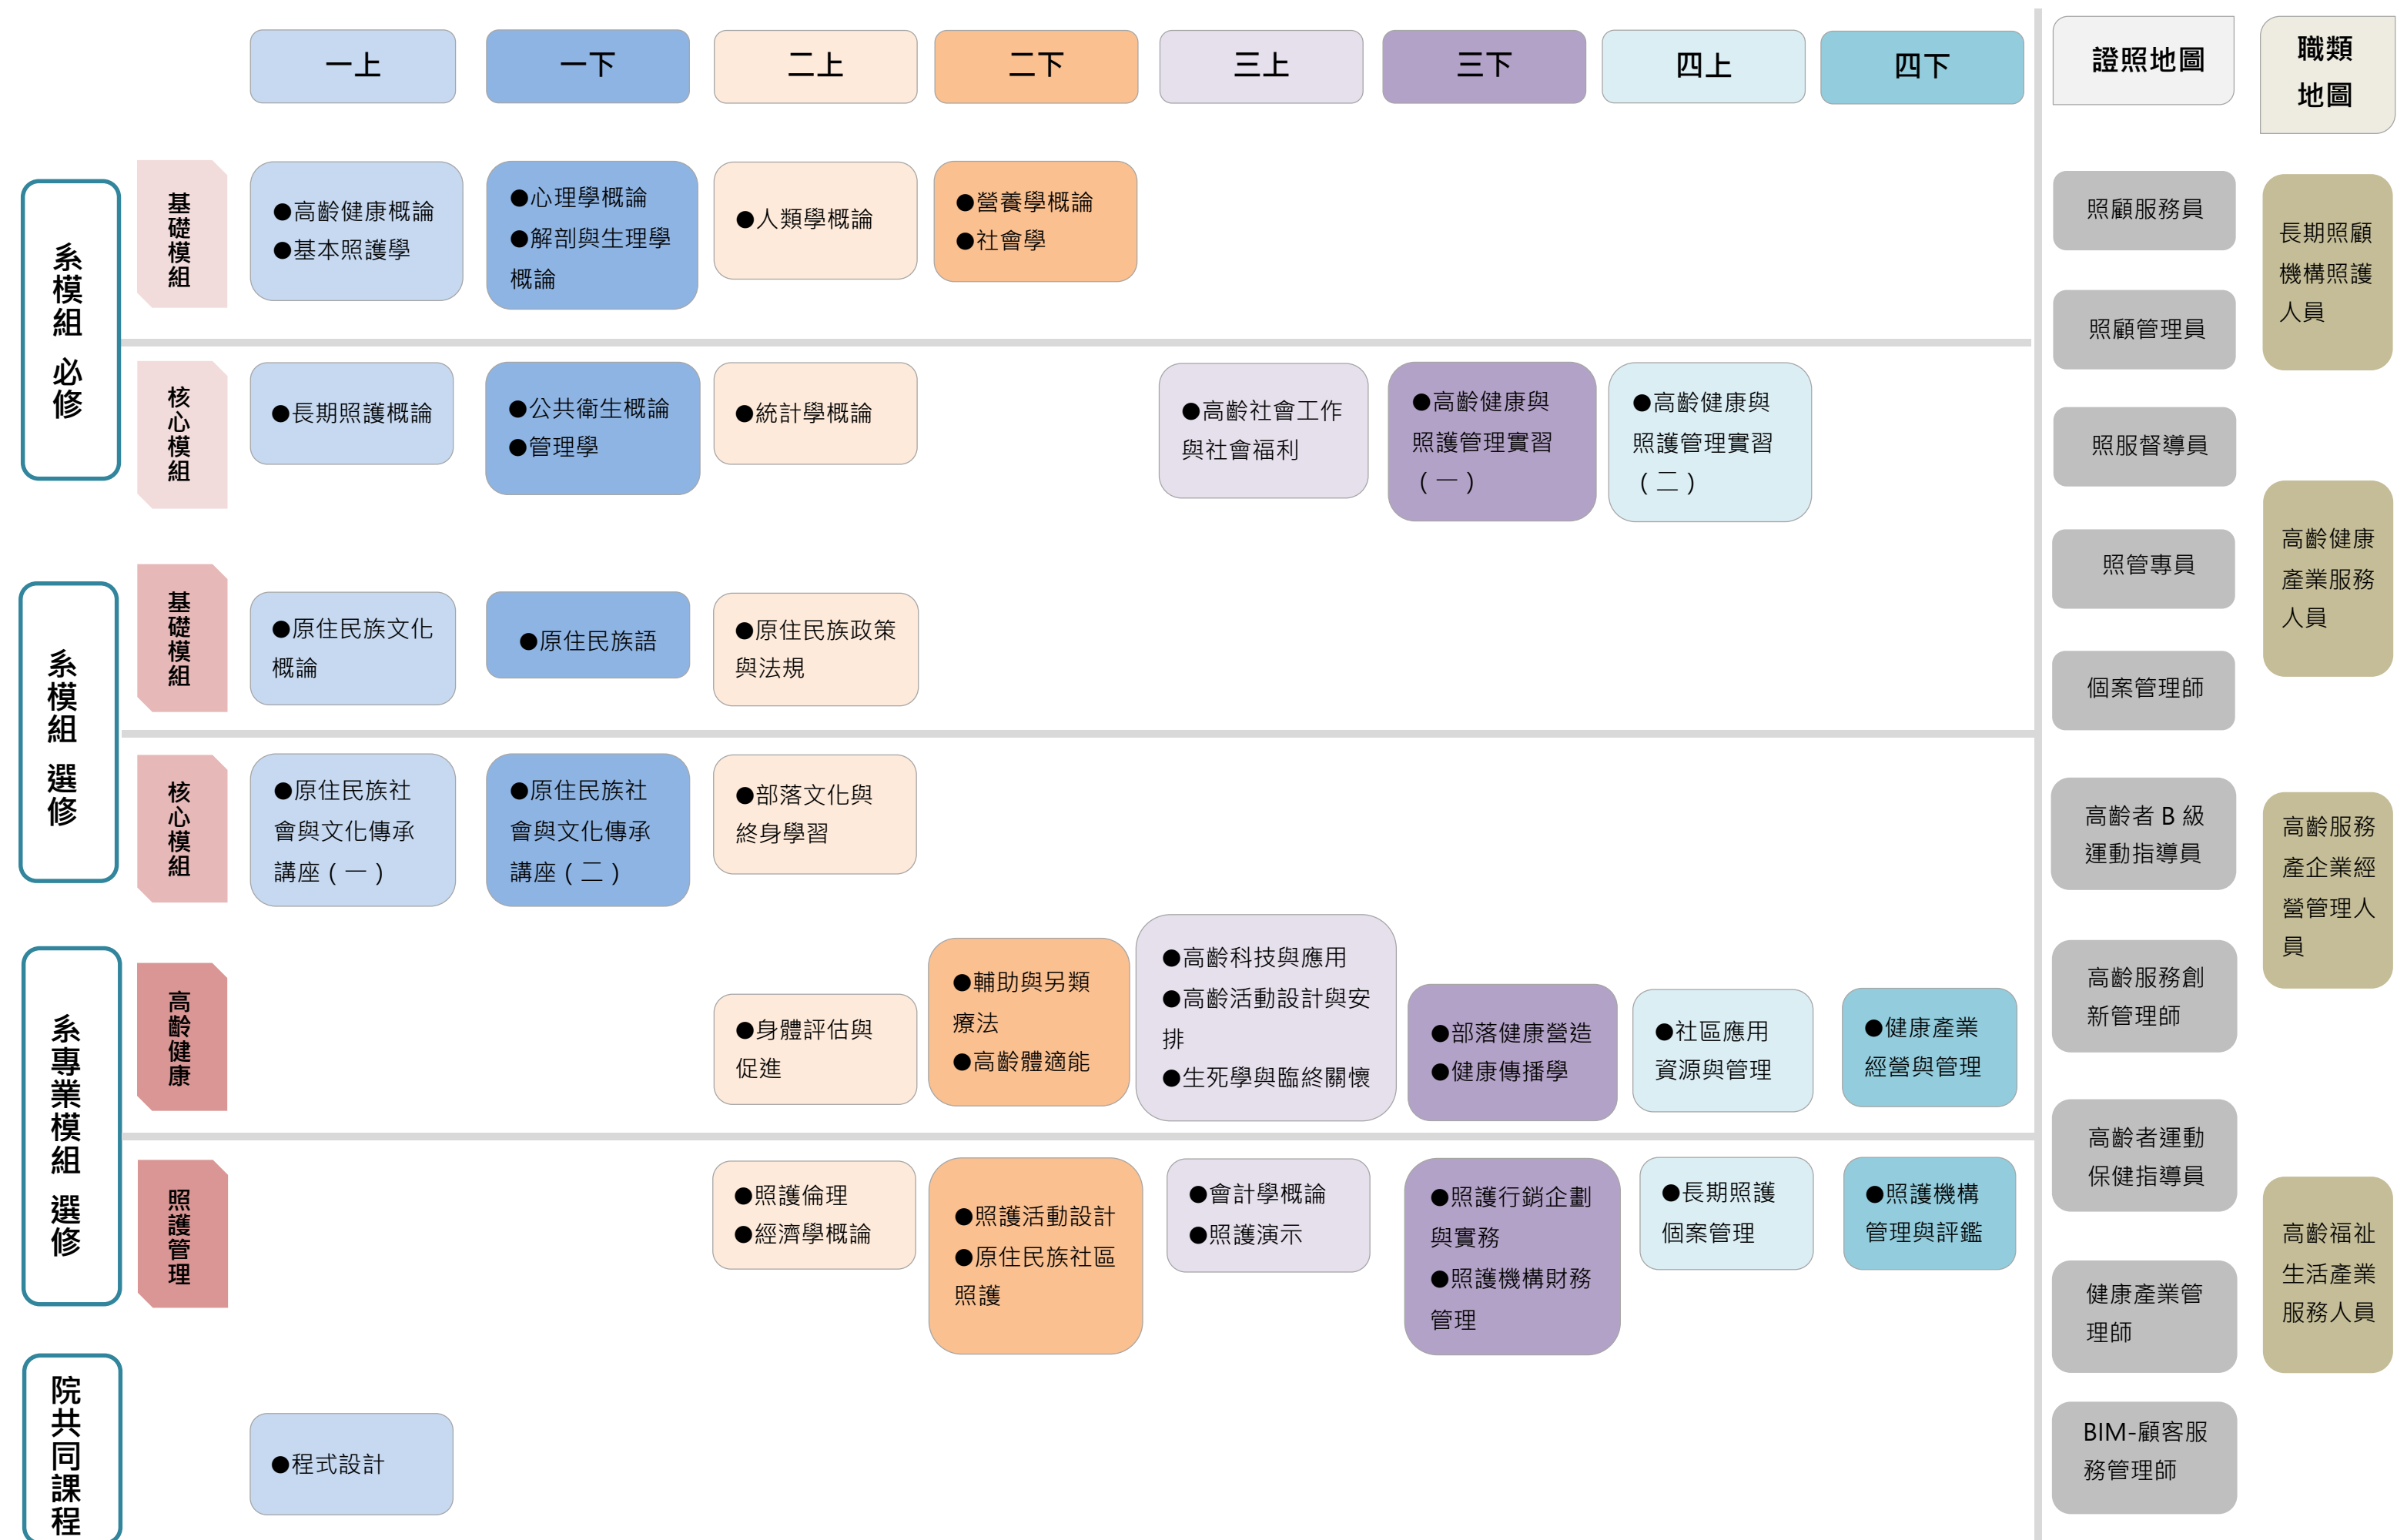 一上
一下
二上
二下
三上
三下
四上
四下
證照地圖
職類
地圖
系模組 必修
基礎模組
●高齡健康概論
●基本照護學
●心理學概論
●解剖與生理學
概論
●人類學概論
●營養學概論
●社會學
核心模組
●長期照護概論
●公共衛生概論
●管理學
●統計學概論
●高齡社會工作
與社會福利
●高齡健康與
照護管理實習
(一)
●高齡健康與
照護管理實習
(二)
系模組 選修
基礎模組
●原住民族文化
概論
●原住民族語
●原住民族政策
與法規
核心模組
●原住民族社
會與文化傳承
講座(一)
●原住民族社
會與文化傳承
講座(二)
●部落文化與
終身學習
系專業模組 選修
高齡健康
●身體評估與
促進
●輔助與另類
療法
●高齡體適能
●高齡科技與應用
●高齡活動設計與安
排
●生死學與臨終關懷
●部落健康營造
●健康傳播學
●社區應用
資源與管理
●健康產業
經營與管理
照護管理
●照護倫理
●經濟學概論
●照護活動設計
●原住民族社區
照護
●會計學概論
●照護演示
●照護行銷企劃
與實務
●照護機構財務
管理
●長期照護
個案管理
●照護機構
管理與評鑑
院共同課程
●程式設計
照顧服務員
照顧管理員
照服督導員
照管專員
個案管理師
高齡者 B 級
運動指導員
高齡服務創
新管理師
高齡者運動
保健指導員
健康產業管
理師
BIM-顧客服
務管理師
長期照顧
機構照護
人員
高齡健康
產業服務
人員
高齡服務
產企業經
營管理人
員
高齡福祉
生活產業
服務人員